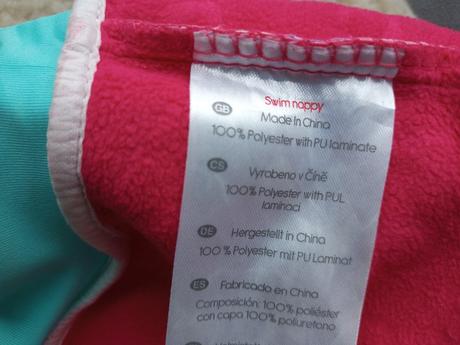 Swim nappy
GB Made In China
100% Polyester with PU laminate
CS Vyrobeno v Číně
100% Polyester with PUL
laminací
DE Hergestellt in China
100% Polyester mit PU Laminat
ES Fabricado en China
Composición: 100% poliéster
con capa 100% poliuretano